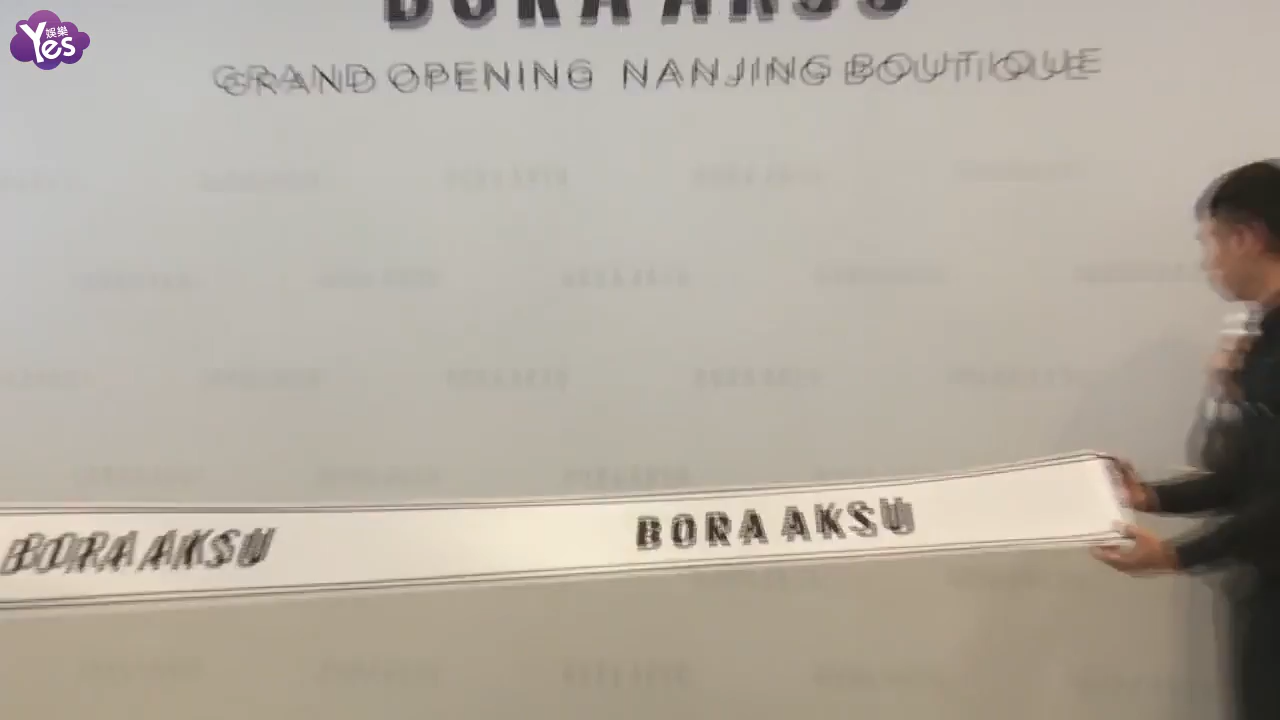 Yes 娛樂
BORA AKSU
GRAND OPENING NANJING BOUTIQUE
BORA AKSU BORA AKSU